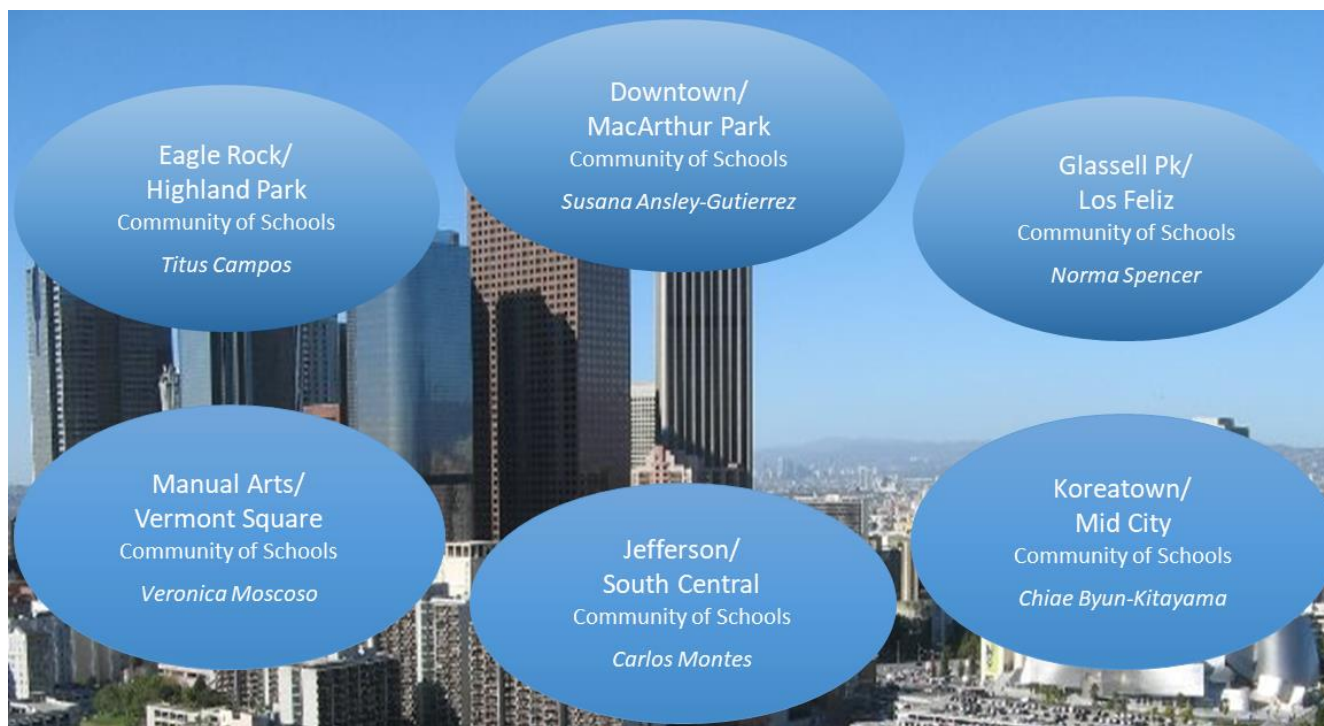 Eagle Rock/
Highland Park
Community of Schools
Titus Campos
Downtown/
MacArthur Park
Community of Schools
Susana Ansley-Gutierrez
Glassell Pk/
Los Feliz
Community of Schools
Norma Spencer
Manual Arts/
Vermont Square
Community of Schools
Veronica Moscoso
Jefferson/
South Central
Community of Schools
Carlos Montes
Koreatown/
Mid City
Community of Schools
Chiae Byun-Kitayama